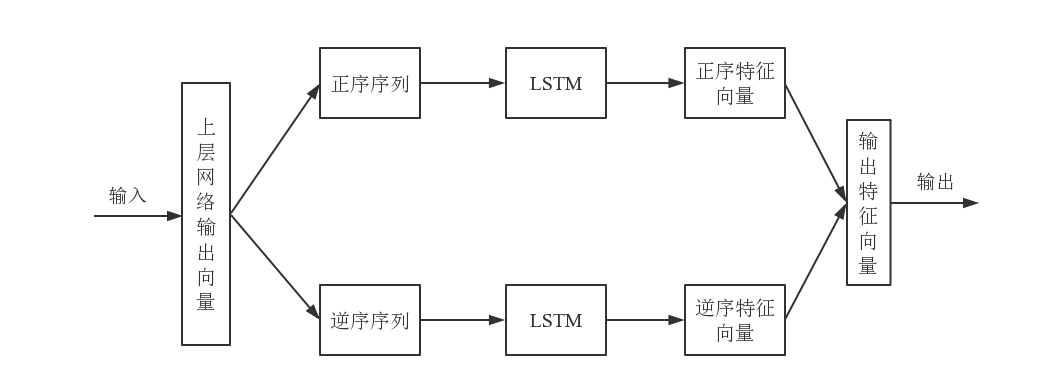 输入
上层网络输出向量
正序序列
LSTM
正序特征
向量
逆序序列
LSTM
逆序特征
向量
输出特征向量
输出